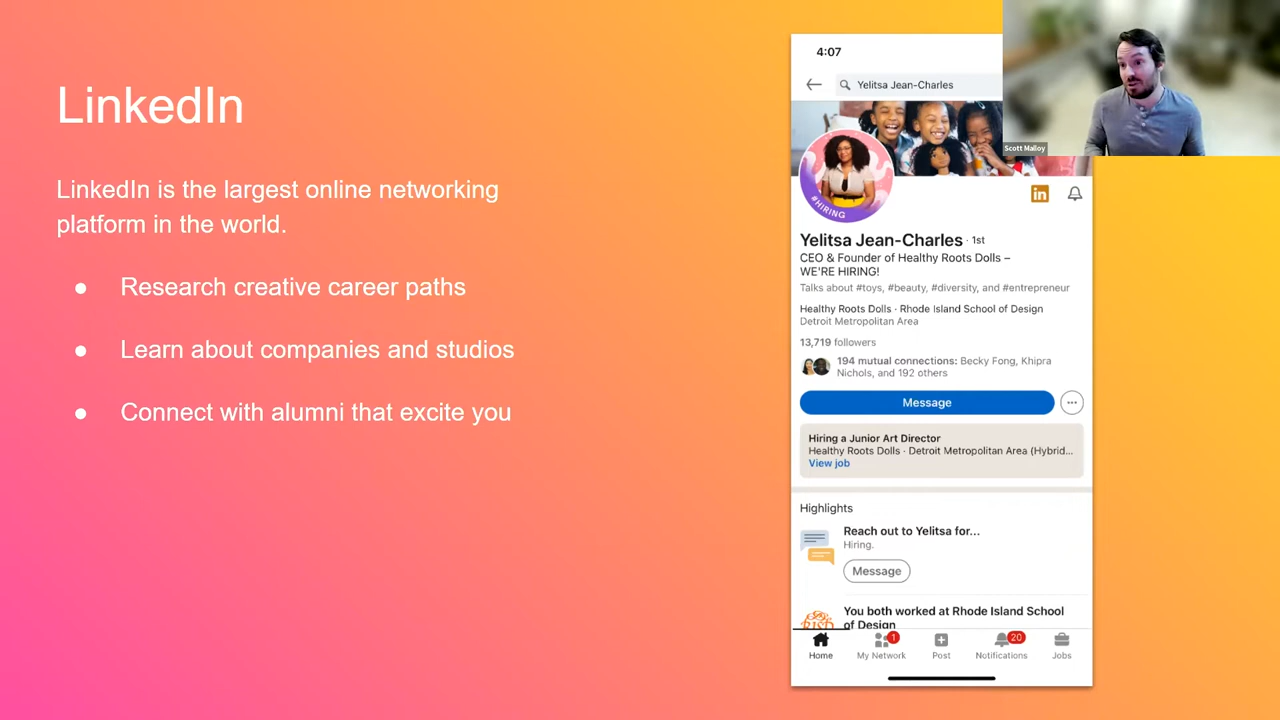 LinkedIn
LinkedIn is the largest online networking
platform in the world.
● Research creative career paths
● Learn about companies and studios
● Connect with alumni that excite you
4:07
Yelitsa Jean-Charles
#HIRING
in
Yelitsa Jean-Charles · 1st
CEO & Founder of Healthy Roots Dolls –
WE'RE HIRING!
Talks about #toys, #beauty, #diversity, and #entrepreneur
Healthy Roots Dolls · Rhode Island School of Design
Detroit Metropolitan Area
13,719 followers
194 mutual connections: Becky Fong, Khipra
Nichols, and 192 others
Message
Hiring a Junior Art Director
Healthy Roots Dolls · Detroit Metropolitan Area (Hybrid...
View job
Highlights
Reach out to Yelitsa for...
Hiring.
Message
You both worked at Rhode Island School
of Design
RISD
1
20
Home
My Network
Post
Notifications
Jobs
Scott Malloy